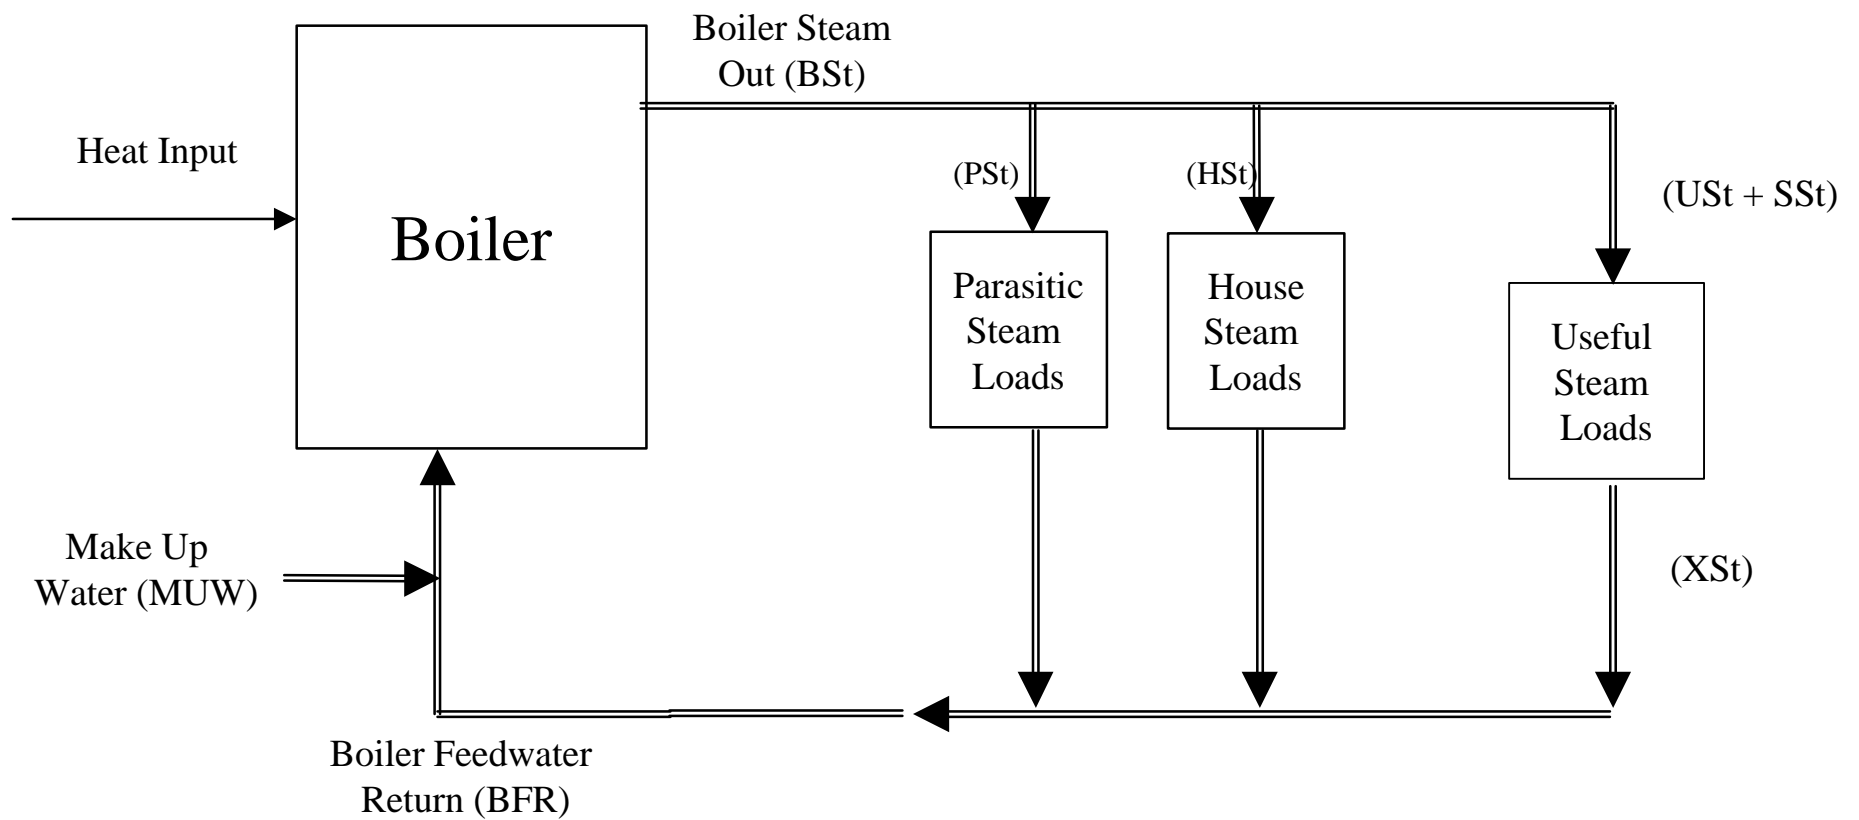 Boiler Steam
Out (BSt)
Heat Input
Boiler
(PSt)
(HSt)
(USt + SSt)
Parasitic
Steam
Loads
House
Steam
Loads
Useful
Steam
Loads
Make Up
Water (MUW)
(XSt)
Boiler Feedwater
Return (BFR)